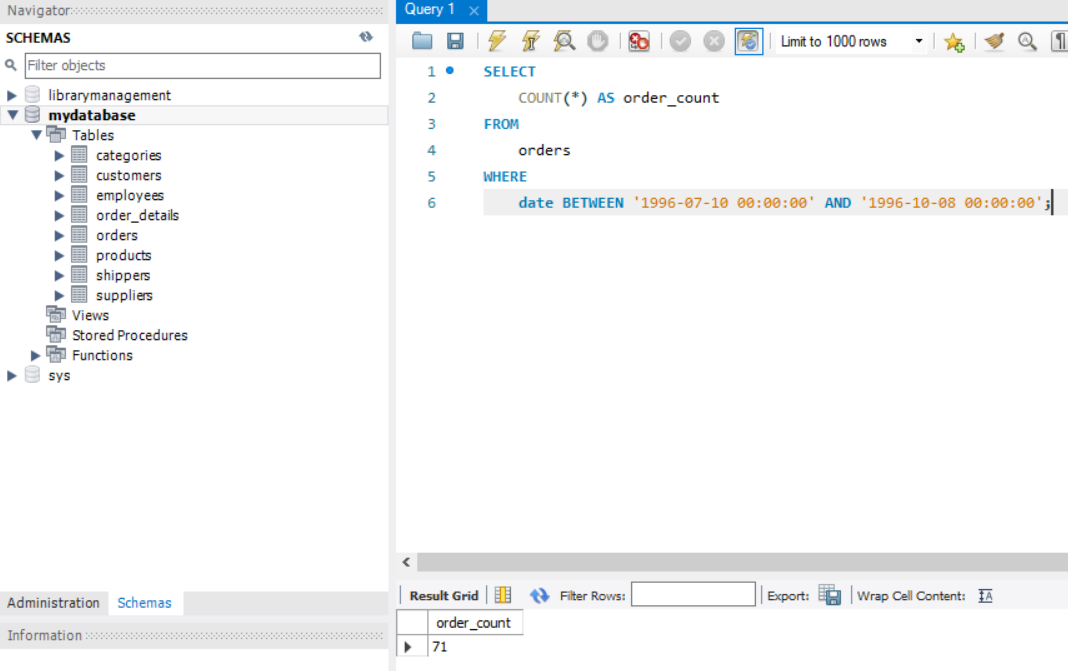 Navigator
SCHEMAS
Filter objects
librarymanagement
mydatabase
Tables
categories
customers
employees
order_details
orders
products
shippers
suppliers
Views
Stored Procedures
Functions
sys
Administration Schemas
Information
Query 1
Limit to 1000 rows
1 SELECT
2 COUNT(*) AS order_count
3 FROM
4 orders
5 WHERE
6 date BETWEEN '1996-07-10 00:00:00' AND '1996-10-08 00:00:00';
Result Grid Filter Rows: Export: Wrap Cell Content:
order_count
71